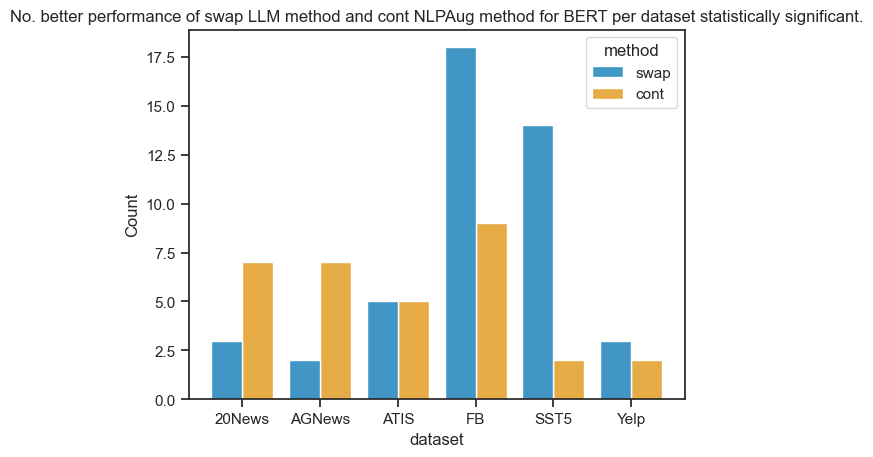 No. better performance of swap LLM method and cont NLPAug method for BERT per dataset statistically significant.
method
swap
cont
Count
17.5
15.0
12.5
10.0
7.5
5.0
2.5
0.0
20News
AGNews
ATIS
FB
SST5
Yelp
dataset